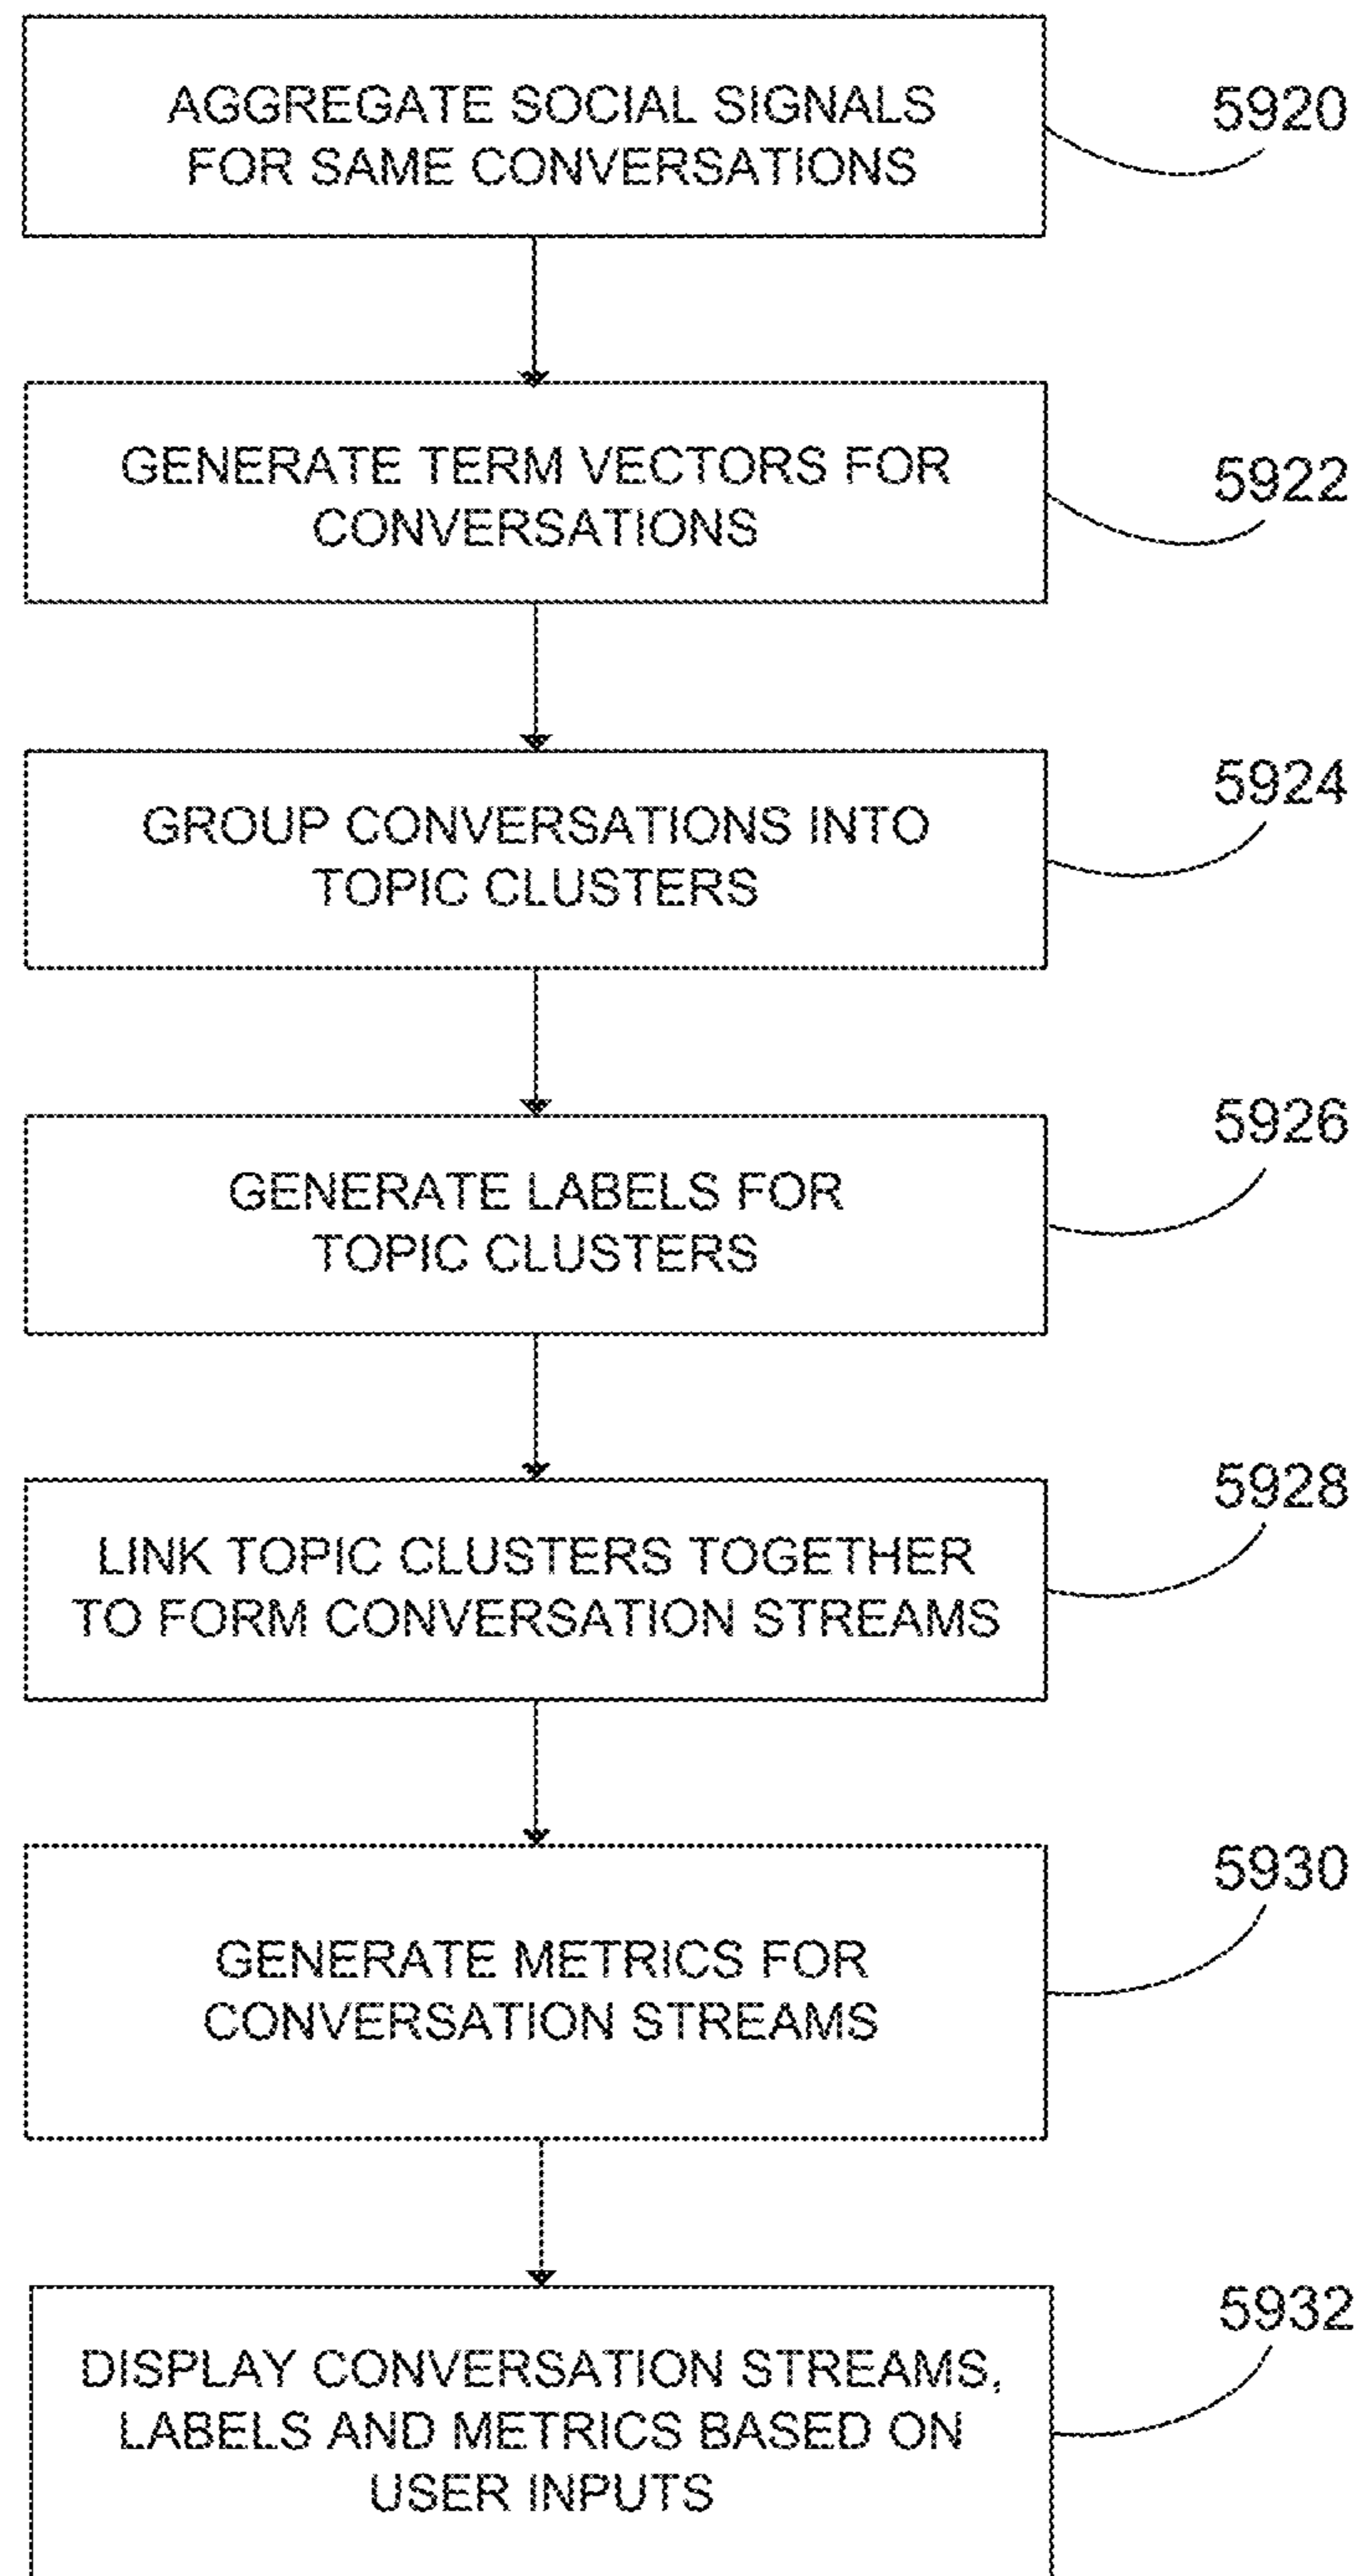 AGGREGATE SOCIAL SIGNALS
FOR SAME CONVERSATIONS
5920
GENERATE TERM VECTORS FOR
CONVERSATIONS
5922
GROUP CONVERSATIONS INTO
TOPIC CLUSTERS
5924
GENERATE LABELS FOR
TOPIC CLUSTERS
5926
LINK TOPIC CLUSTERS TOGETHER
TO FORM CONVERSATION STREAMS
5928
GENERATE METRICS FOR
CONVERSATION STREAMS
5930
DISPLAY CONVERSATION STREAMS,
LABELS AND METRICS BASED ON
USER INPUTS
5932